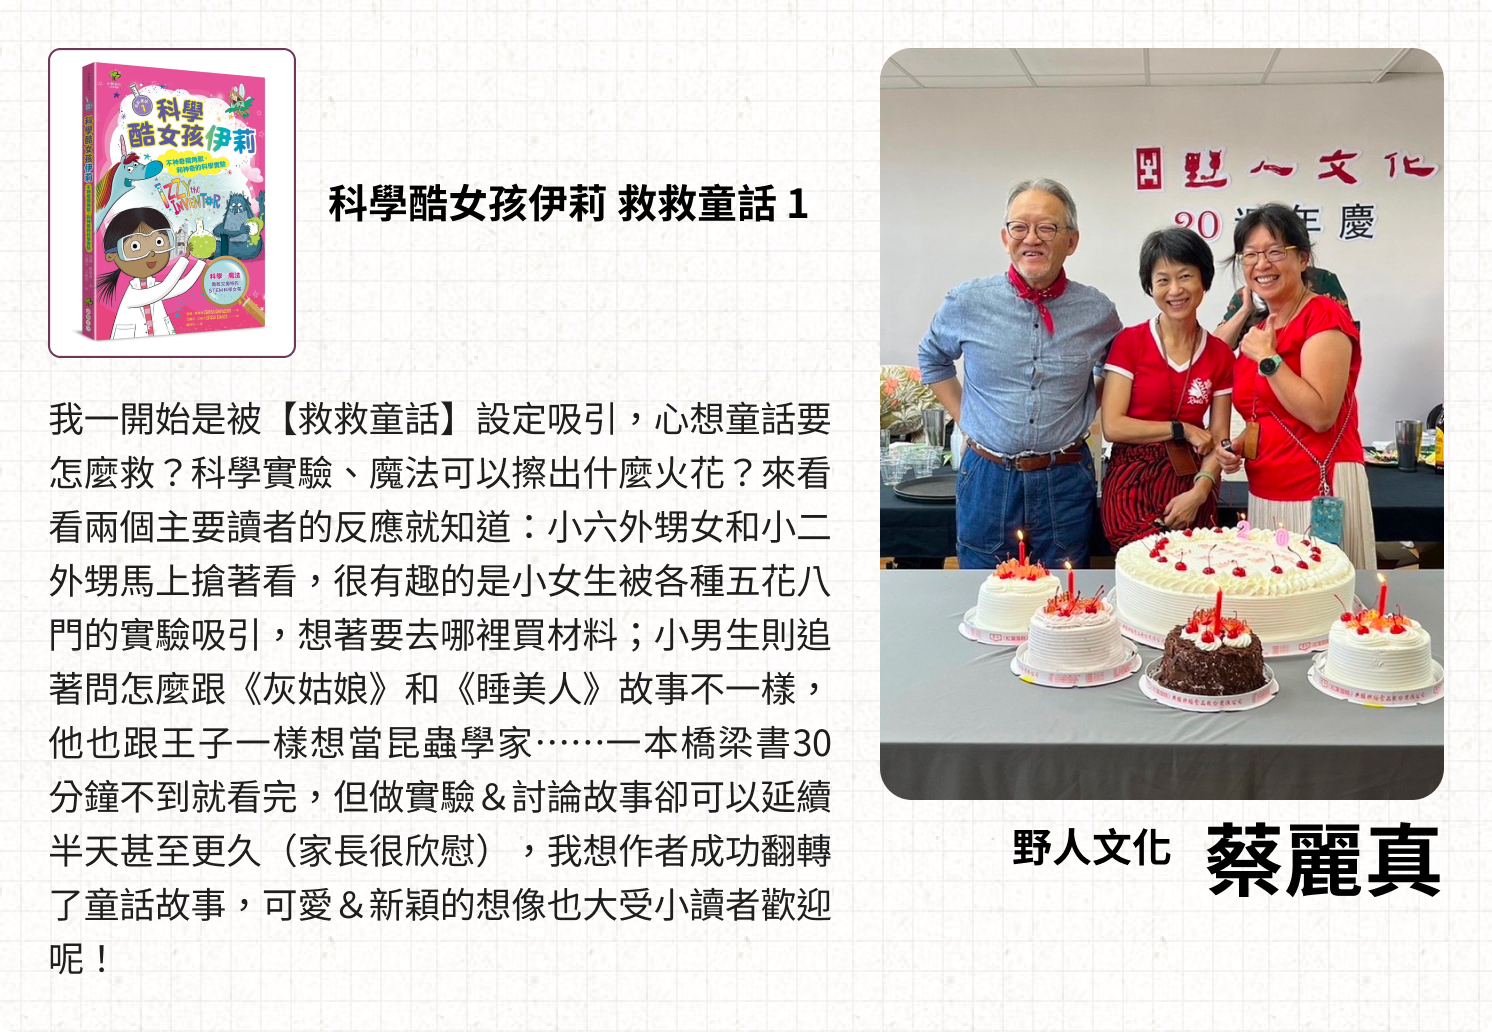 科學
酷女孩伊莉
不神奇獨角獸，
和神奇的科學實驗
IZZY the
INVENTOR
科學 魔法
科學酷女孩伊莉
科學酷女孩伊莉 救救童話 1
我一開始是被【救救童話】設定吸引，心想童話要
怎麼救？科學實驗、魔法可以擦出什麼火花？來看
看兩個主要讀者的反應就知道：小六外甥女和小二
外甥馬上搶著看，很有趣的是小女生被各種五花八
門的實驗吸引，想著要去哪裡買材料；小男生則追
著問怎麼跟《灰姑娘》和《睡美人》故事不一樣，
他也跟王子一樣想當昆蟲學家……一本橋梁書30
分鐘不到就看完，但做實驗＆討論故事卻可以延續
半天甚至更久（家長很欣慰），我想作者成功翻轉
了童話故事，可愛＆新穎的想像也大受小讀者歡迎
呢！
野人文化
20週年慶
20
野人文化 蔡麗真